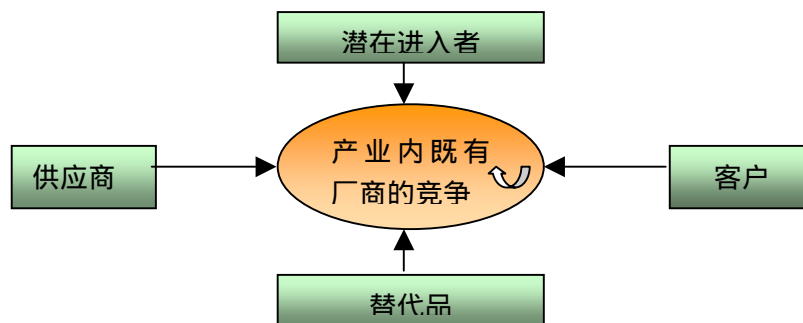 潜在进入者
供应商
产业内既有
厂商的竞争
客户
替代品